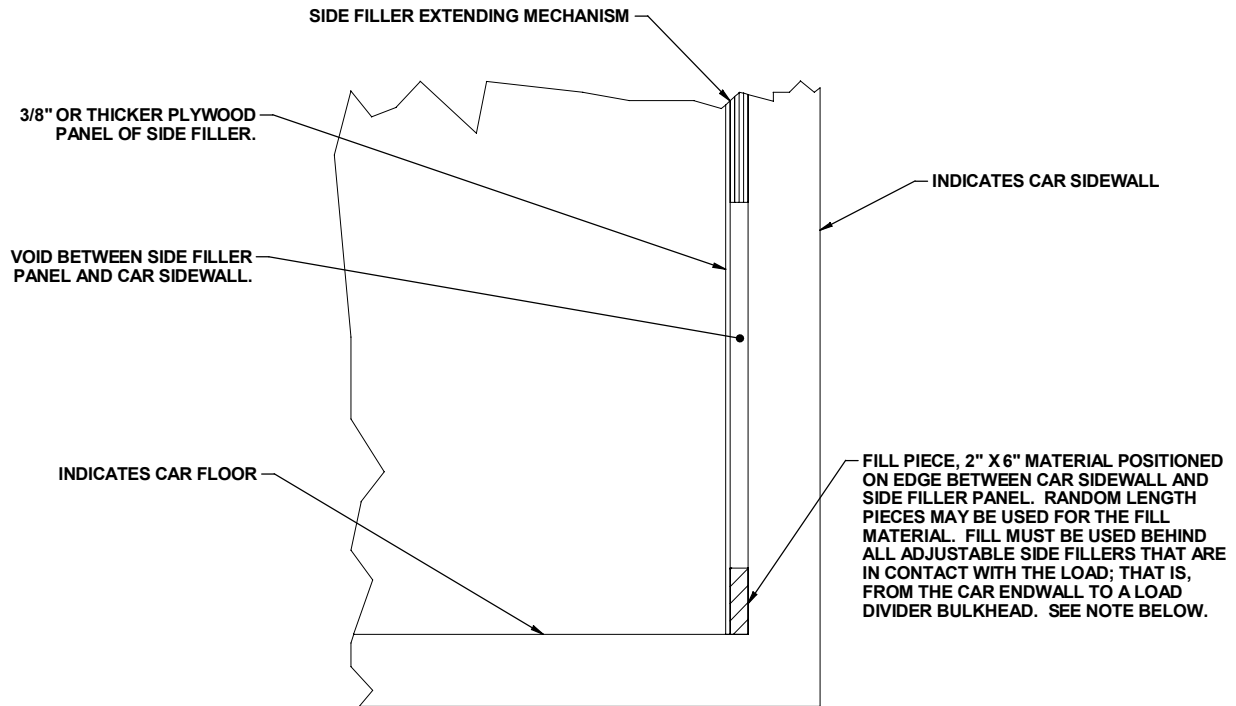 SIDE FILLER EXTENDING MECHANISM
3/8" OR THICKER PLYWOOD
PANEL OF SIDE FILLER.
INDICATES CAR SIDEWALL
VOID BETWEEN SIDE FILLER
PANEL AND CAR SIDEWALL.
INDICATES CAR FLOOR
FILL PIECE, 2" X 6" MATERIAL POSITIONED
ON EDGE BETWEEN CAR SIDEWALL AND
SIDE FILLER PANEL. RANDOM LENGTH
PIECES MAY BE USED FOR THE FILL
MATERIAL. FILL MUST BE USED BEHIND
ALL ADJUSTABLE SIDE FILLERS THAT ARE
IN CONTACT WITH THE LOAD; THAT IS,
FROM THE CAR ENDWALL TO A LOAD
DIVIDER BULKHEAD. SEE NOTE BELOW.